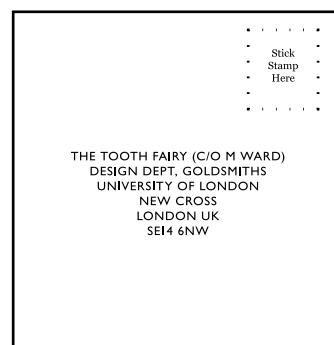 Stick
Stamp
Here
THE TOOTH FAIRY (C/O M WARD)
DESIGN DEPT, GOLDSMITHS
UNIVERSITY OF LONDON
NEW CROSS
LONDON UK
SE14 6NW